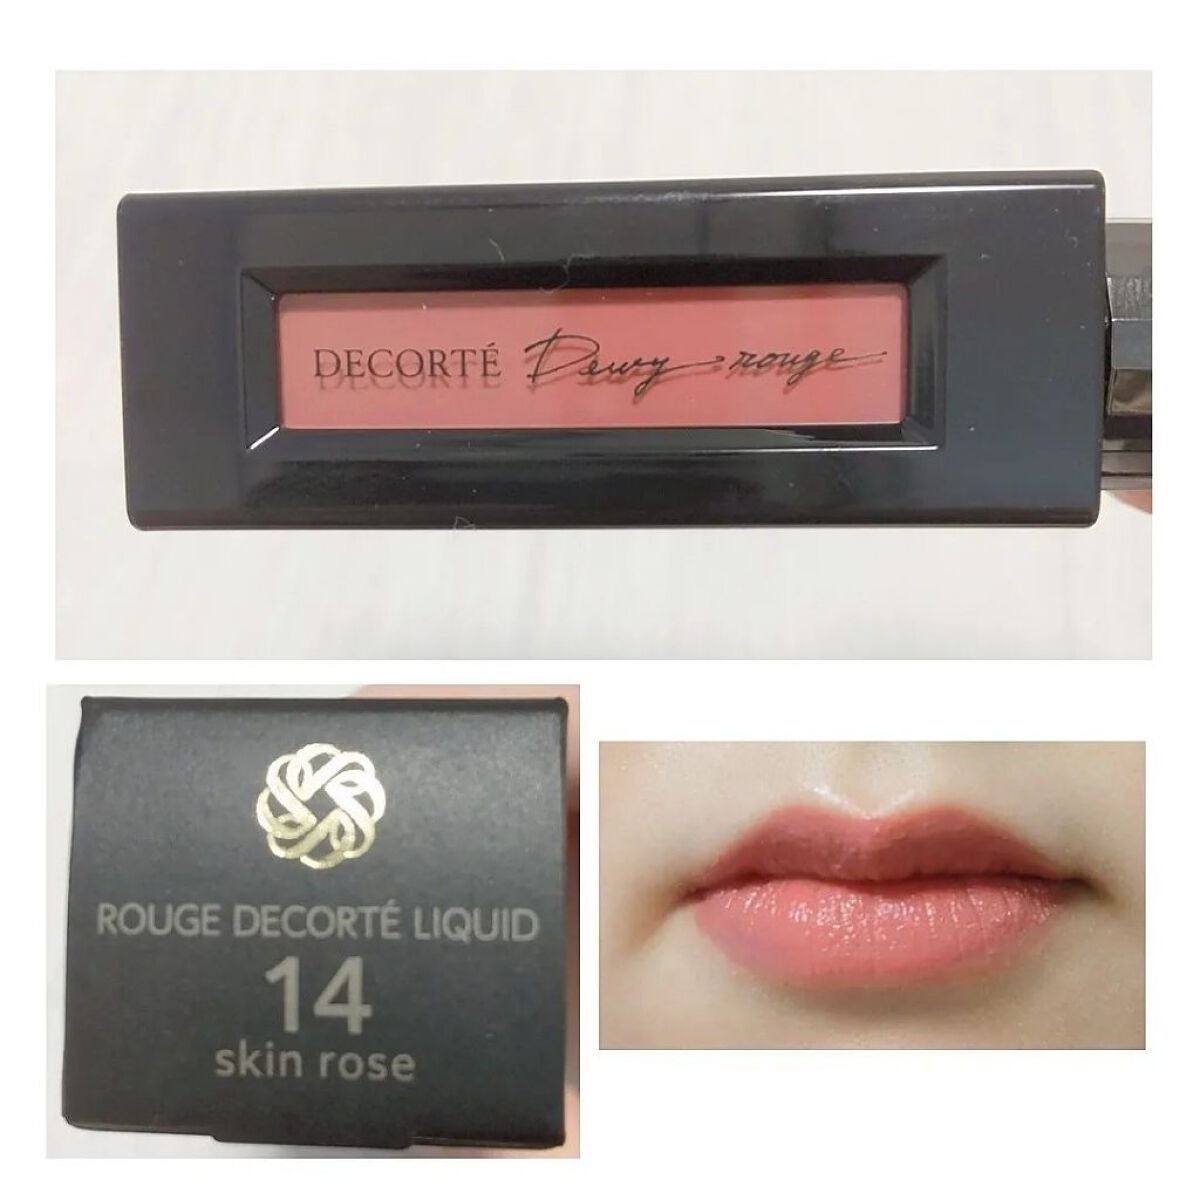 DECORTÉ Dewy rouge
ROUGE DECORTÉ LIQUID
14
skin rose